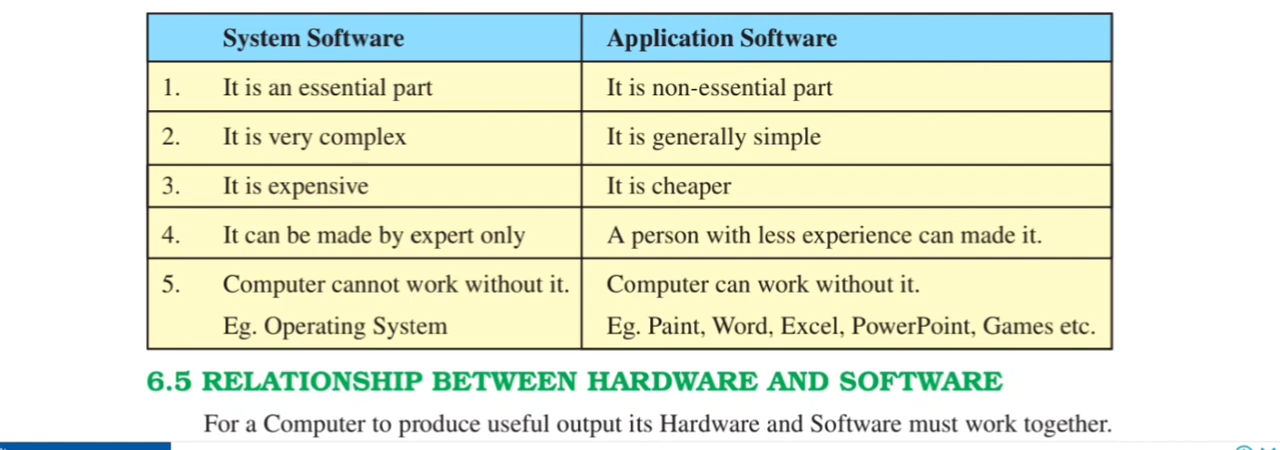 System Software Application Software
1. It is an essential part It is non-essential part
2. It is very complex It is generally simple
3. It is expensive It is cheaper
4. It can be made by expert only A person with less experience can made it.
5. Computer cannot work without it. Computer can work without it.
Eg. Operating System Eg. Paint, Word, Excel, PowerPoint, Games etc.
6.5 RELATIONSHIP BETWEEN HARDWARE AND SOFTWARE
For a Computer to produce useful output its Hardware and Software must work together.